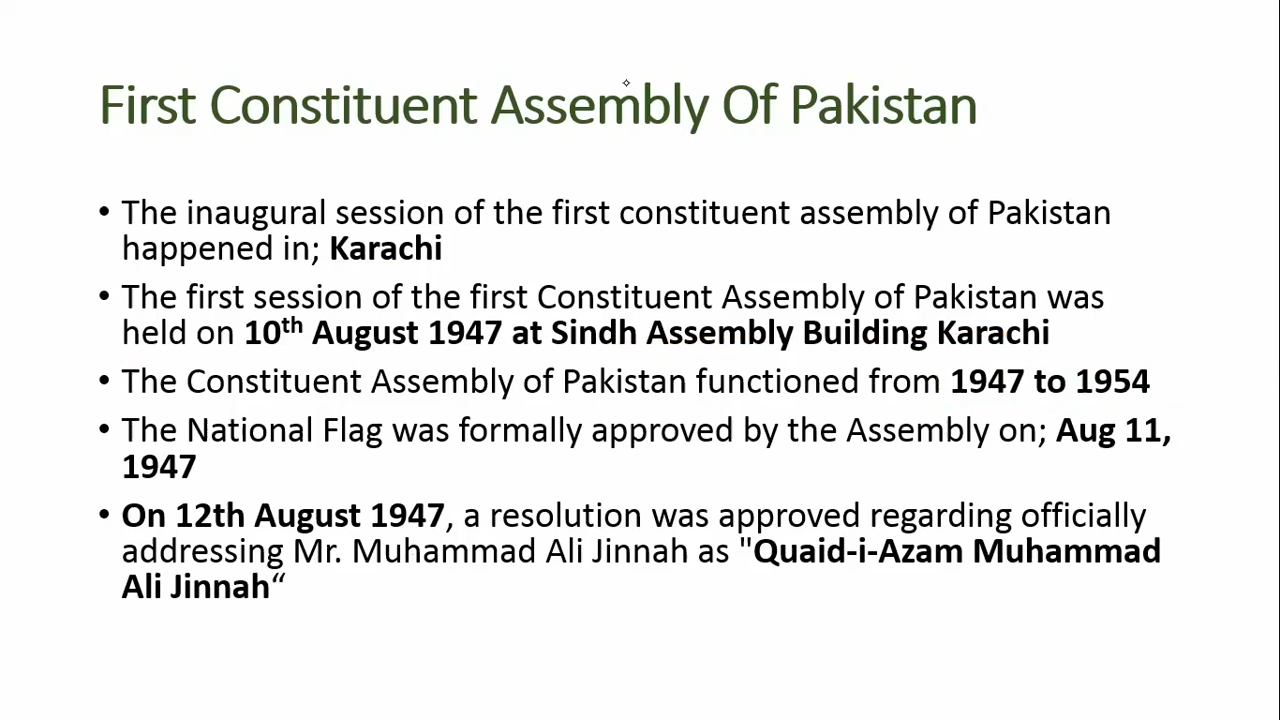 First Constituent Assembly Of Pakistan
• The inaugural session of the first constituent assembly of Pakistan
happened in; Karachi
• The first session of the first Constituent Assembly of Pakistan was
held on 10th August 1947 at Sindh Assembly Building Karachi
• The Constituent Assembly of Pakistan functioned from 1947 to 1954
• The National Flag was formally approved by the Assembly on; Aug 11,
1947
• On 12th August 1947, a resolution was approved regarding officially
addressing Mr. Muhammad Ali Jinnah as "Quaid-i-Azam Muhammad
Ali Jinnah“